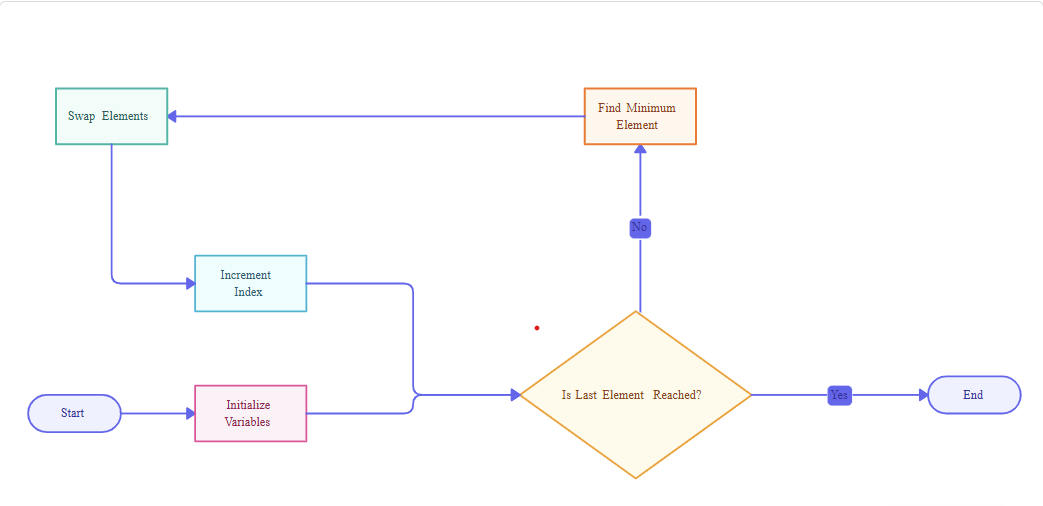 Swap Elements
Find Minimum
Element
No
Increment
Index
Is Last Element Reached?
Yes
End
Start
Initialize
Variables